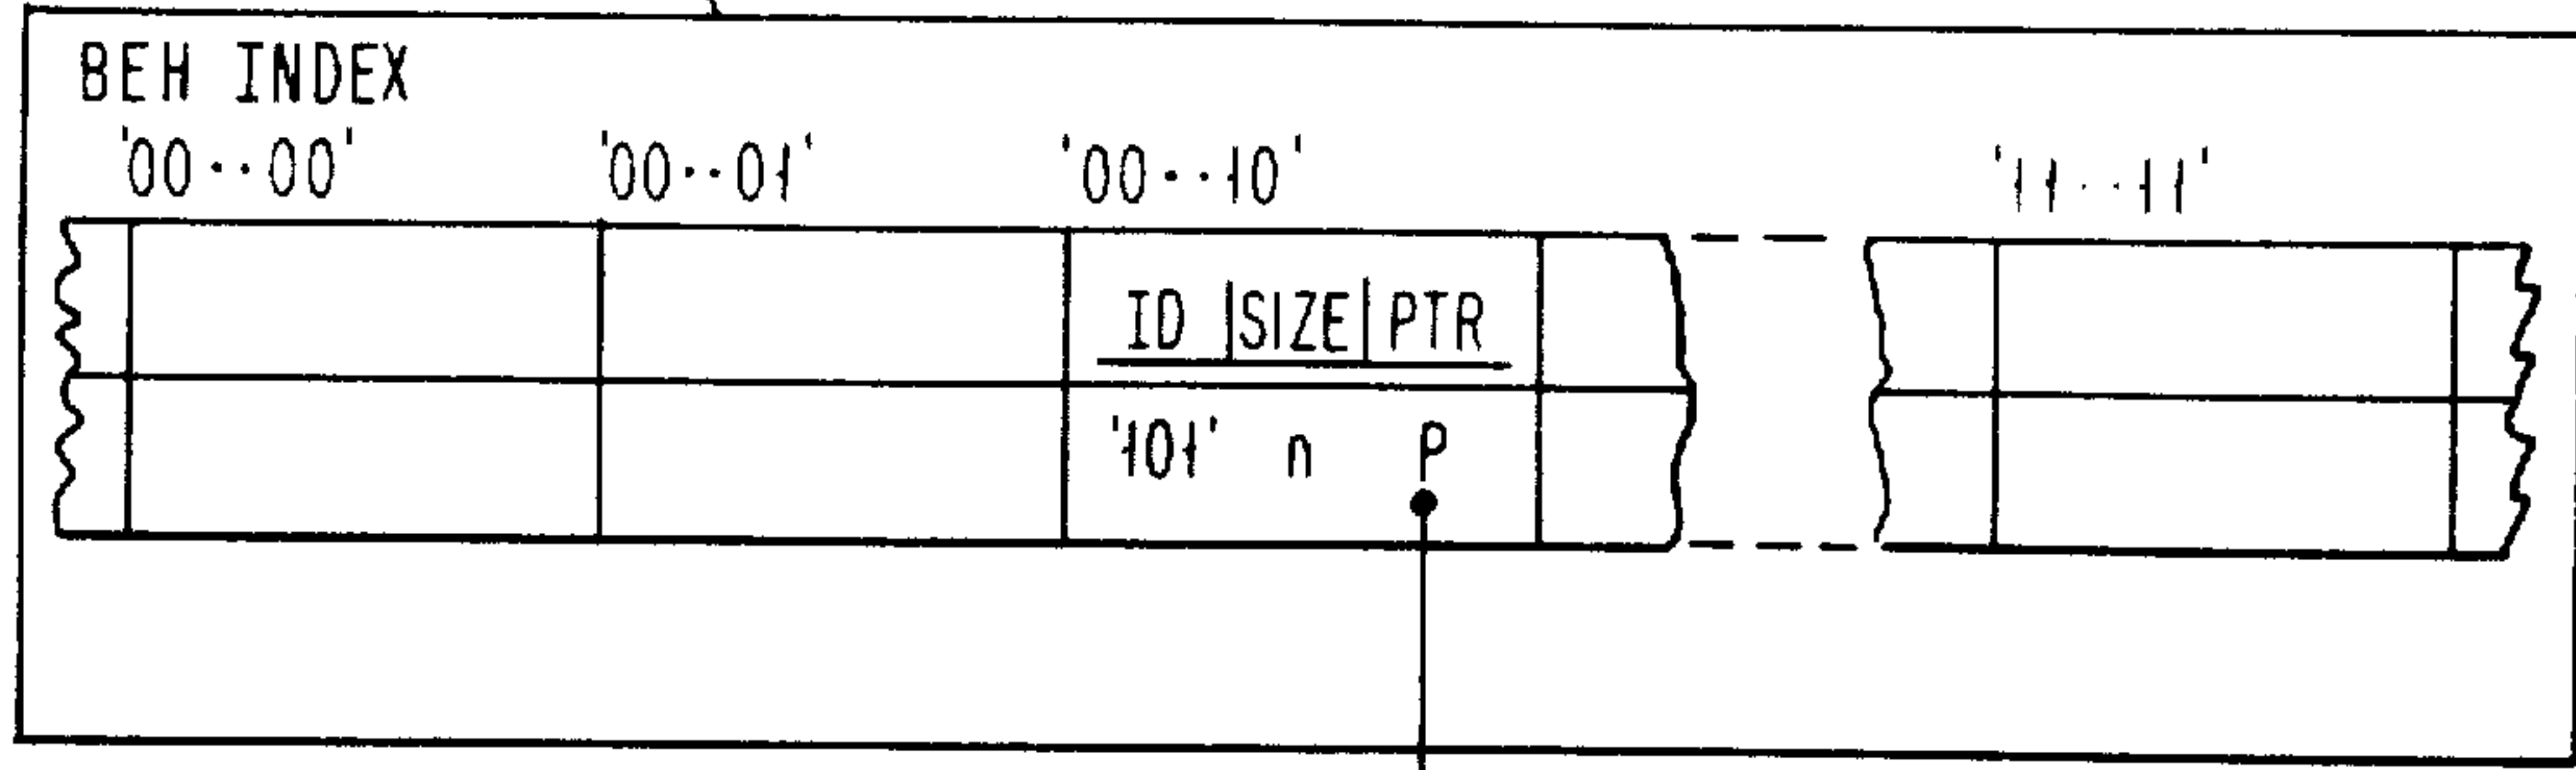 BEH INDEX
'00··00' '00··01' '00··10' '11··11'
ID |SIZE| PTR
'101' n P